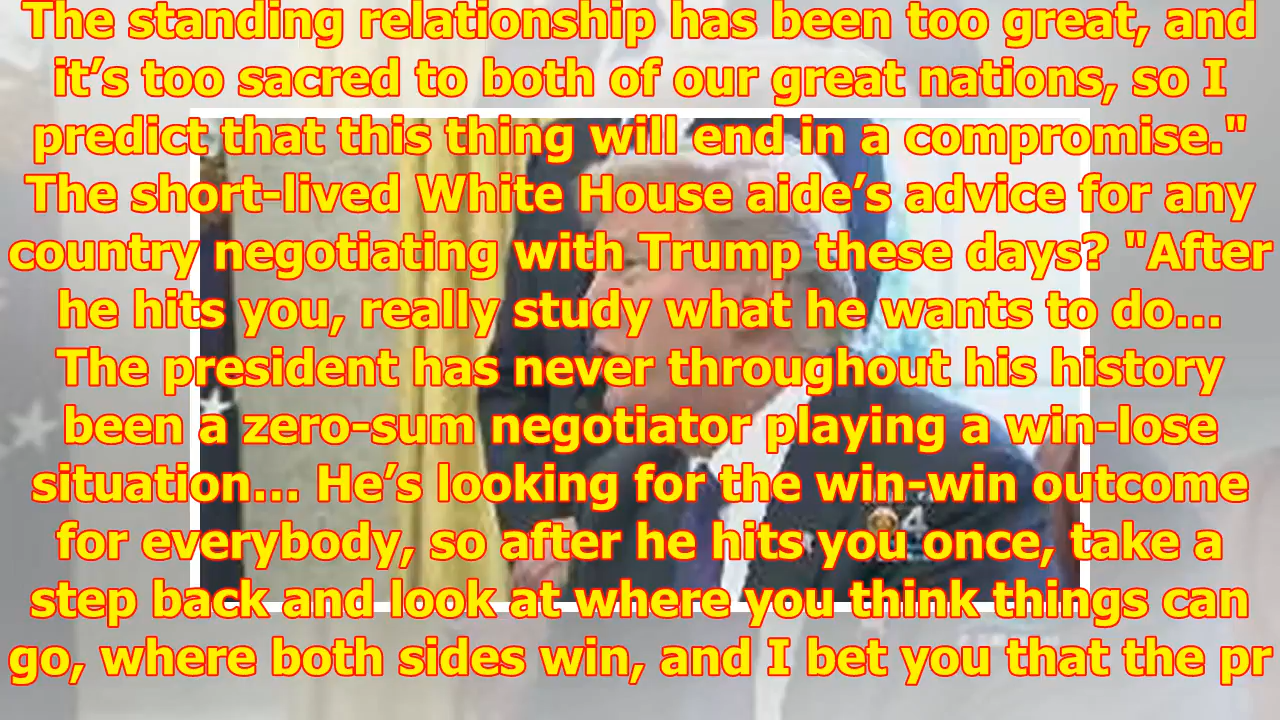 The standing relationship has been too great, and
it’s too sacred to both of our great nations, so I
predict that this thing will end in a compromise."
The short-lived White House aide’s advice for any
country negotiating with Trump these days? "After
he hits you, really study what he wants to do...
The president has never throughout his history
been a zero-sum negotiator playing a win-lose
situation... He’s looking for the win-win outcome
for everybody, so after he hits you once, take a
step back and look at where you think things can
go, where both sides win, and I bet you that the pr
4